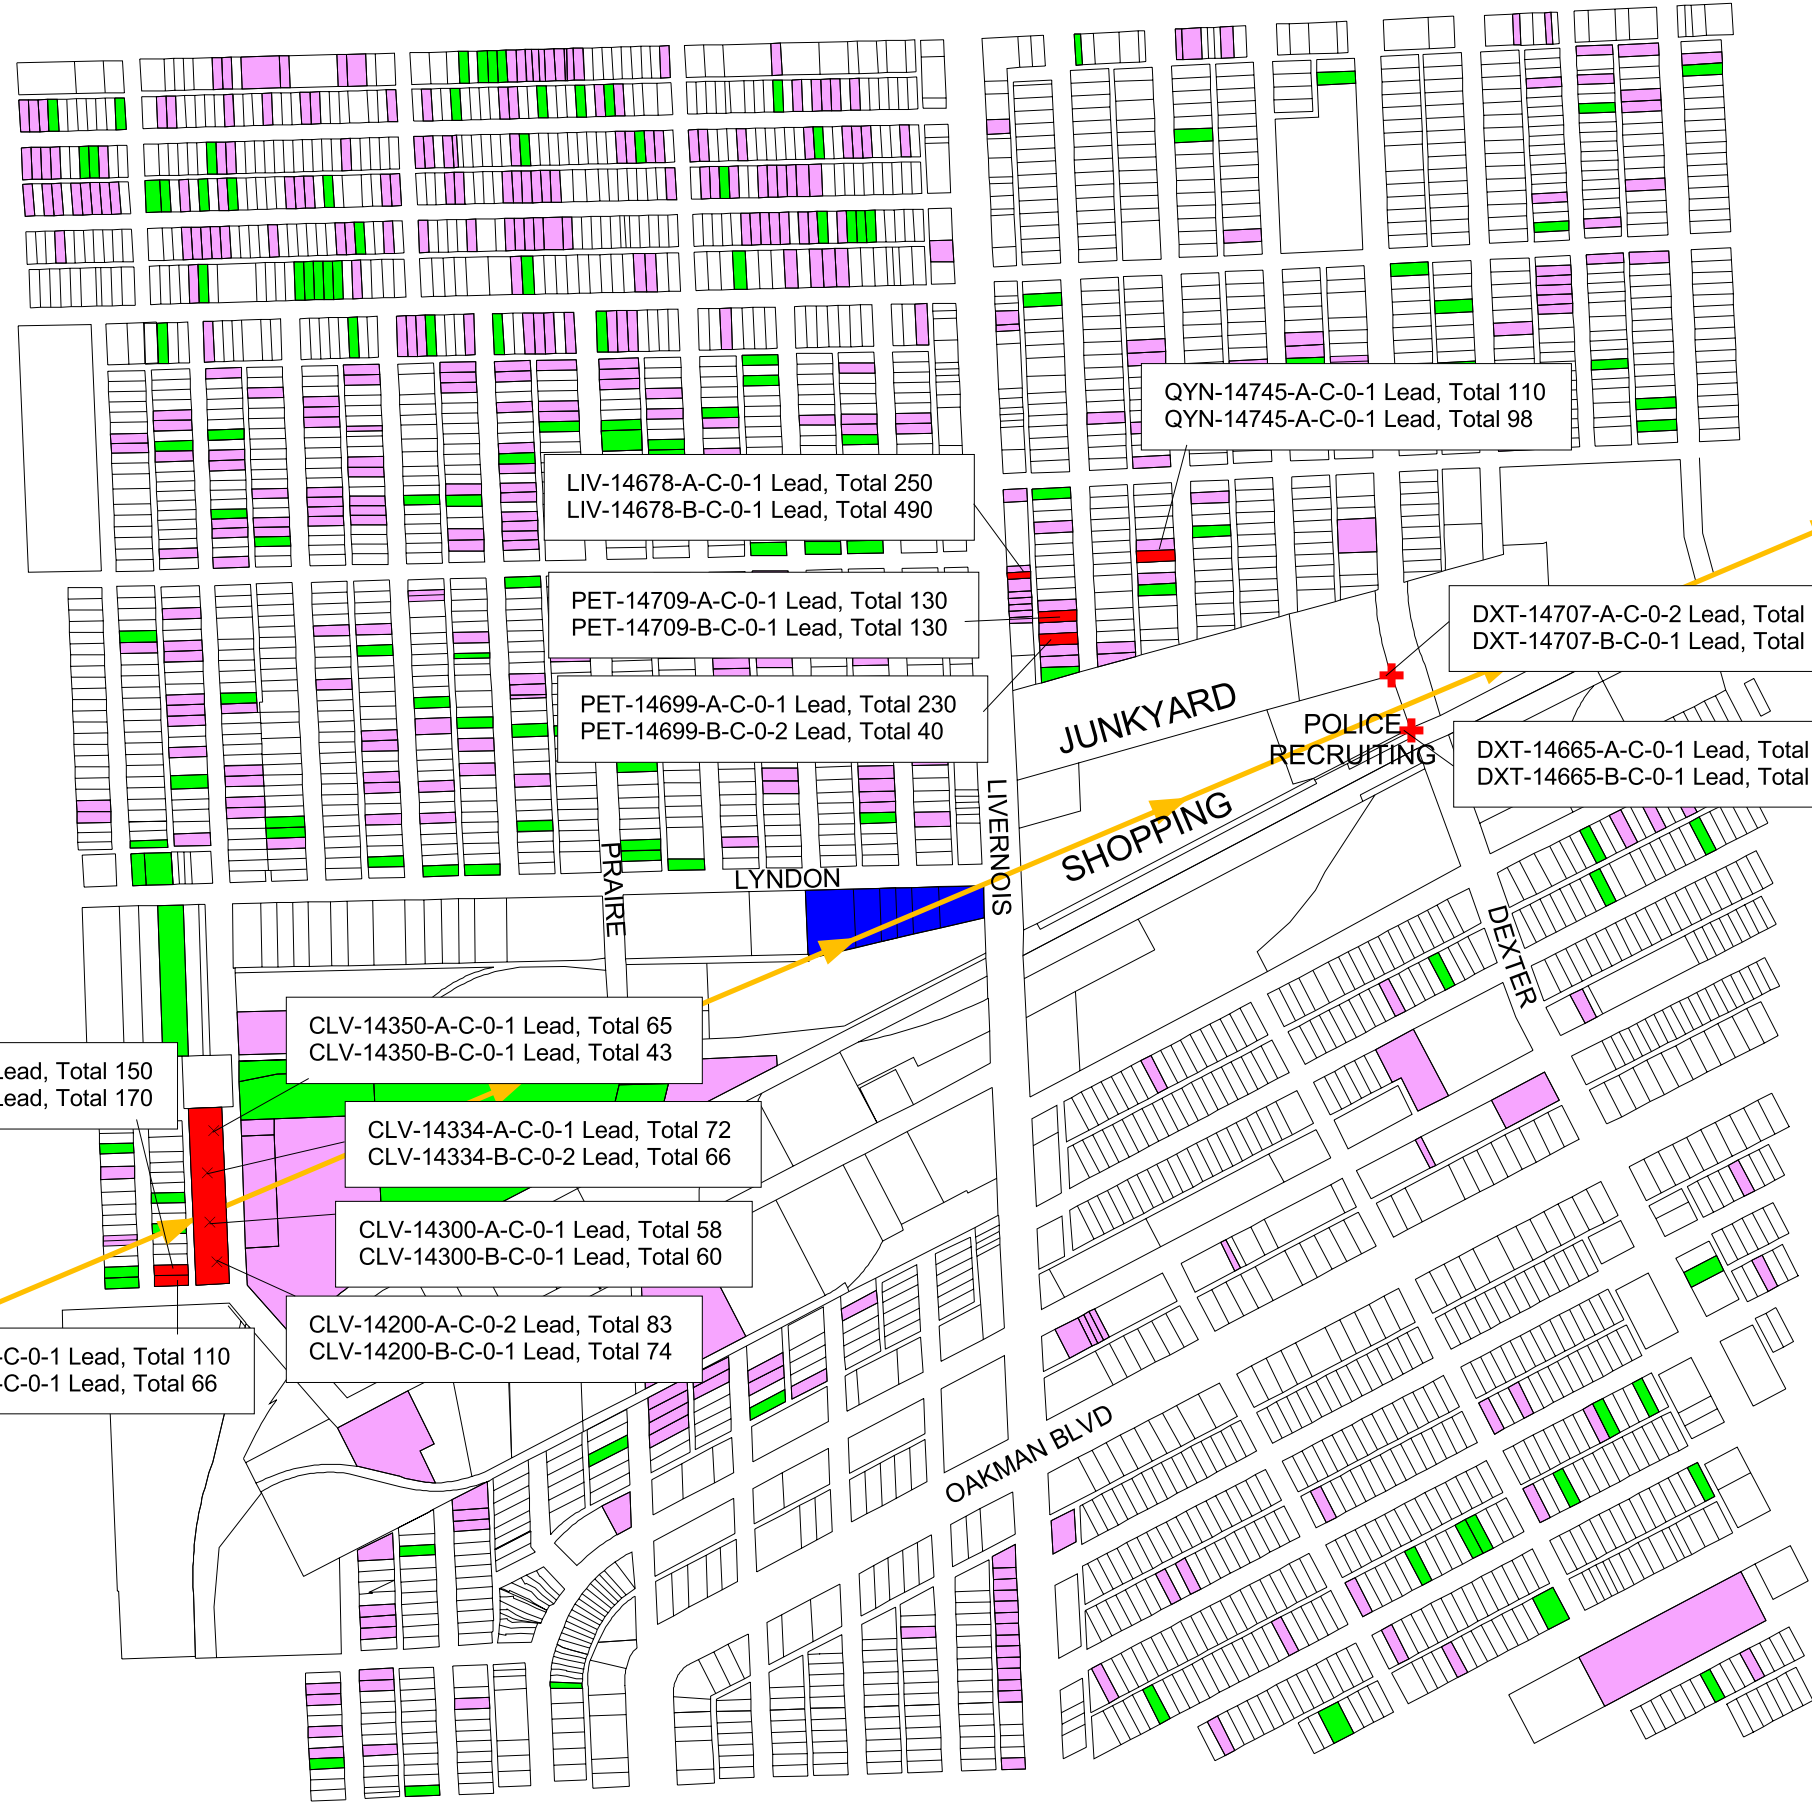 QYN-14745-A-C-0-1 Lead, Total 110
QYN-14745-A-C-0-1 Lead, Total 98
LIV-14678-A-C-0-1 Lead, Total 250
LIV-14678-B-C-0-1 Lead, Total 490
PET-14709-A-C-0-1 Lead, Total 130
PET-14709-B-C-0-1 Lead, Total 130
DXT-14707-A-C-0-2 Lead, Total
DXT-14707-B-C-0-1 Lead, Total
PET-14699-A-C-0-1 Lead, Total 230
PET-14699-B-C-0-2 Lead, Total 40
JUNKYARD
POLICE
RECRUITING
DXT-14665-A-C-0-1 Lead, Total
DXT-14665-B-C-0-1 Lead, Total
SHOPPING
LIVERNOIS
PRAIRE
LYNDON
DEXTER
CLV-14350-A-C-0-1 Lead, Total 65
CLV-14350-B-C-0-1 Lead, Total 43
Lead, Total 150
Lead, Total 170
CLV-14334-A-C-0-1 Lead, Total 72
CLV-14334-B-C-0-2 Lead, Total 66
CLV-14300-A-C-0-1 Lead, Total 58
CLV-14300-B-C-0-1 Lead, Total 60
CLV-14200-A-C-0-2 Lead, Total 83
CLV-14200-B-C-0-1 Lead, Total 74
-C-0-1 Lead, Total 110
-C-0-1 Lead, Total 66
OAKMAN BLVD